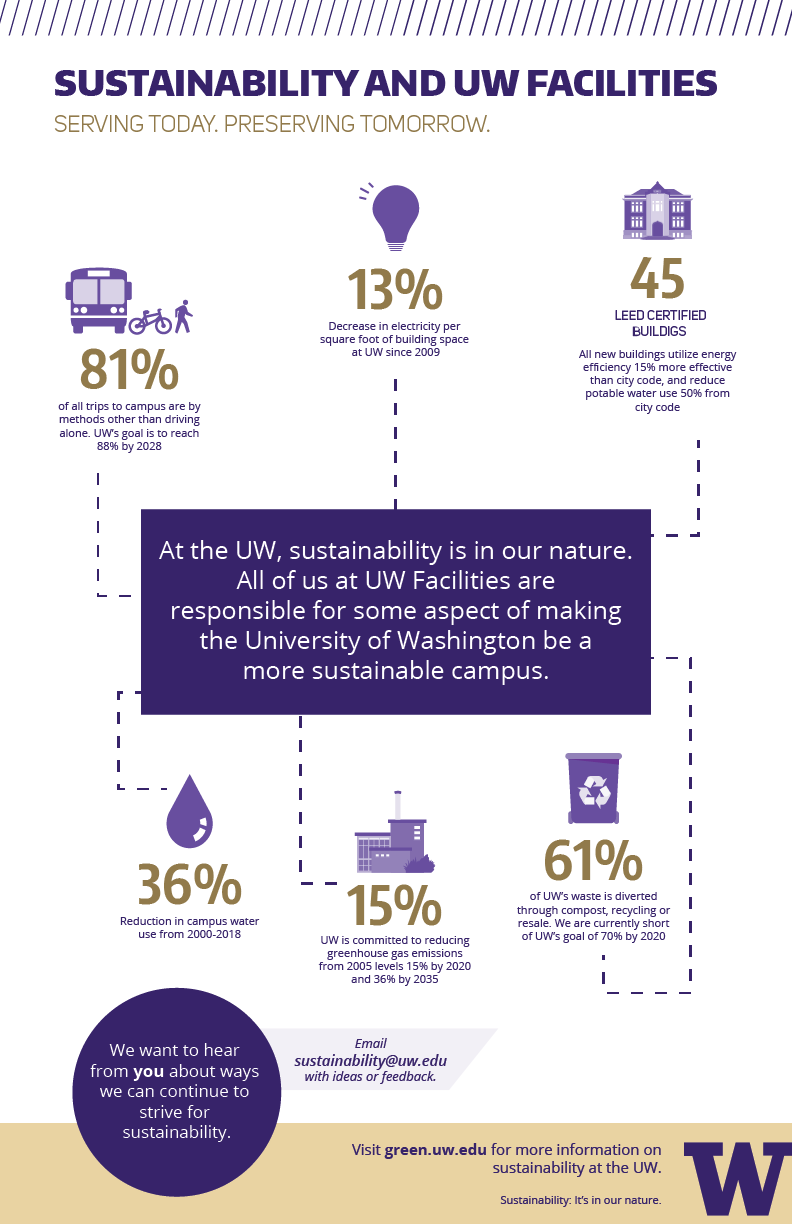 SUSTAINABILITY AND UW FACILITIES
SERVING TODAY. PRESERVING TOMORROW.
81%
of all trips to campus are by
methods other than driving
alone. UW's goal is to reach
88% by 2028
13%
Decrease in electricity per
square foot of building space
at UW since 2009
45
LEED CERTIFIED
BUILDIGS
All new buildings utilize energy
efficiency 15% more effective
than city code, and reduce
potable water use 50% from
city code
At the UW, sustainability is in our nature.
All of us at UW Facilities are
responsible for some aspect of making
the University of Washington be a
more sustainable campus.
36%
Reduction in campus water
use from 2000-2018
15%
UW is committed to reducing
greenhouse gas emissions
from 2005 levels 15% by 2020
and 36% by 2035
61%
of UW's waste is diverted
through compost, recycling or
resale. We are currently short
of UW's goal of 70% by 2020
We want to hear
from you about ways
we can continue to
strive for
sustainability.
Email
sustainability@uw.edu
with ideas or feedback.
Visit green.uw.edu for more information on
sustainability at the UW.
Sustainability: It's in our nature.
W